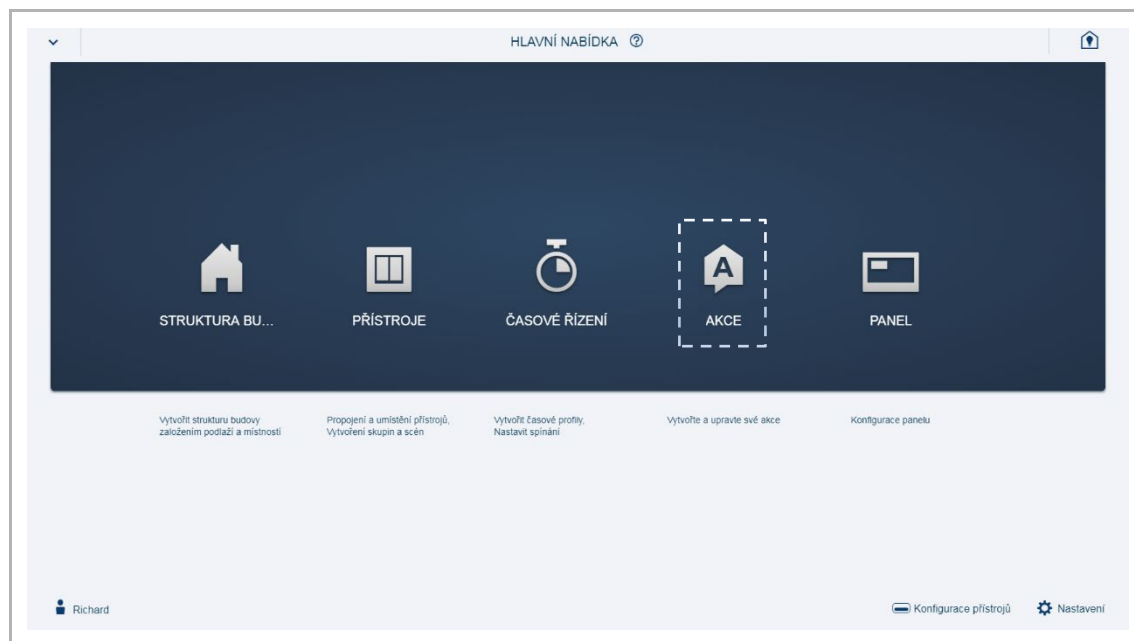 HLAVNÍ NABÍDKA ?
A
STRUKTURA BU...
PŘÍSTROJE
ČASOVÉ ŘÍZENÍ
AKCE
PANEL
Vytvořit strukturu budovy
založením podlaží a místností
Propojení a umístění přístrojů,
Vytvoření skupin a scén
Vytvořit časové profily,
Nastavit spínání
Vytvořte a upravte své akce
Konfigurace panelu
Richard
Konfigurace přístrojů
Nastavení